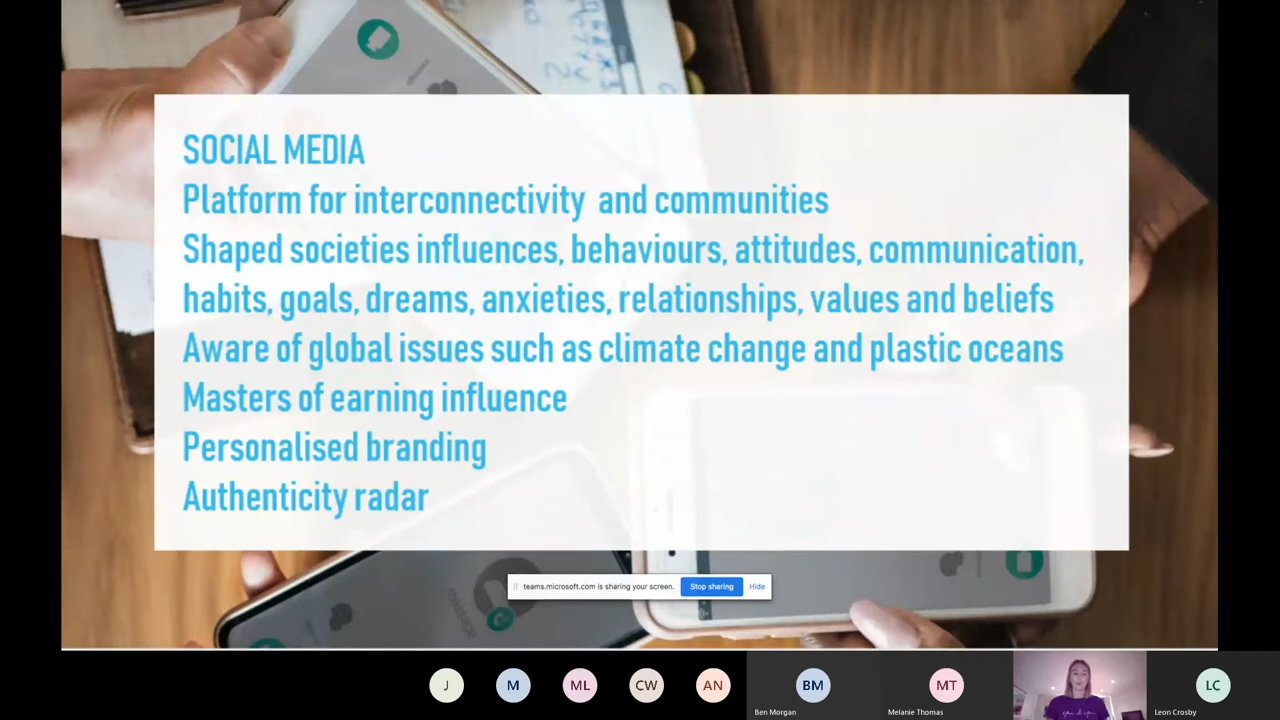 SOCIAL MEDIA
Platform for interconnectivity and communities
Shaped societies influences, behaviours, attitudes, communication,
habits, goals, dreams, anxieties, relationships, values and beliefs
Aware of global issues such as climate change and plastic oceans
Masters of earning influence
Personalised branding
Authenticity radar
teams.microsoft.com is sharing your screen. Stop sharing Hide
J M ML CW AN BM MT LC
Ben Morgan Melanie Thomas Leon Crosby